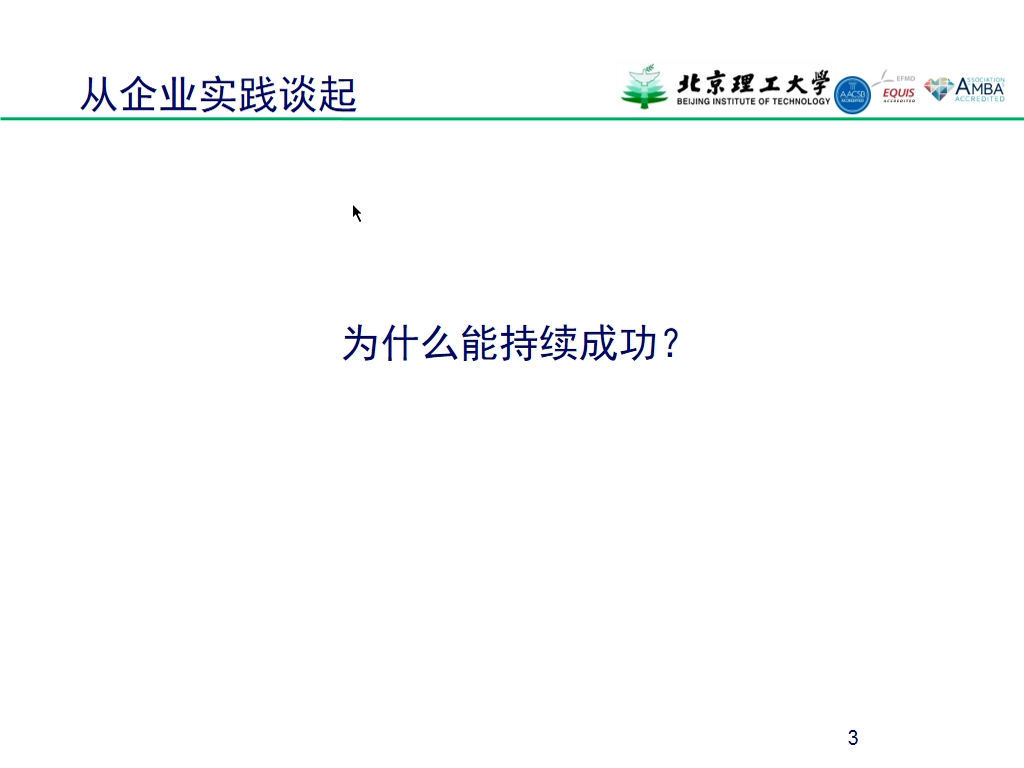 从企业实践谈起
北京理工大学
BEIJING INSTITUTE OF TECHNOLOGY
AACSB
ACCREDITED
EFMD
EQUIS
ACCREDITED
ASSOCIATION
AMBA
ACCREDITED
为什么能持续成功？
3